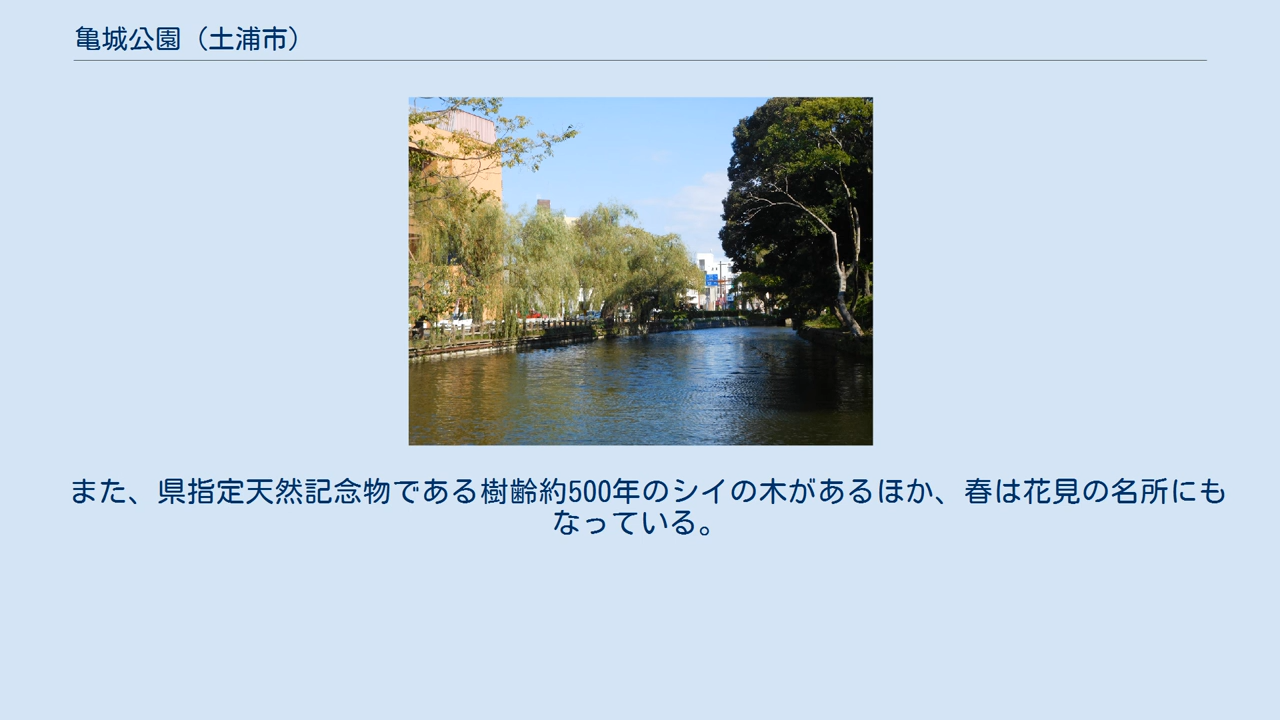 亀城公園（土浦市）
また、県指定天然記念物である樹齢約500年のシイの木があるほか、春は花見の名所にも
なっている。